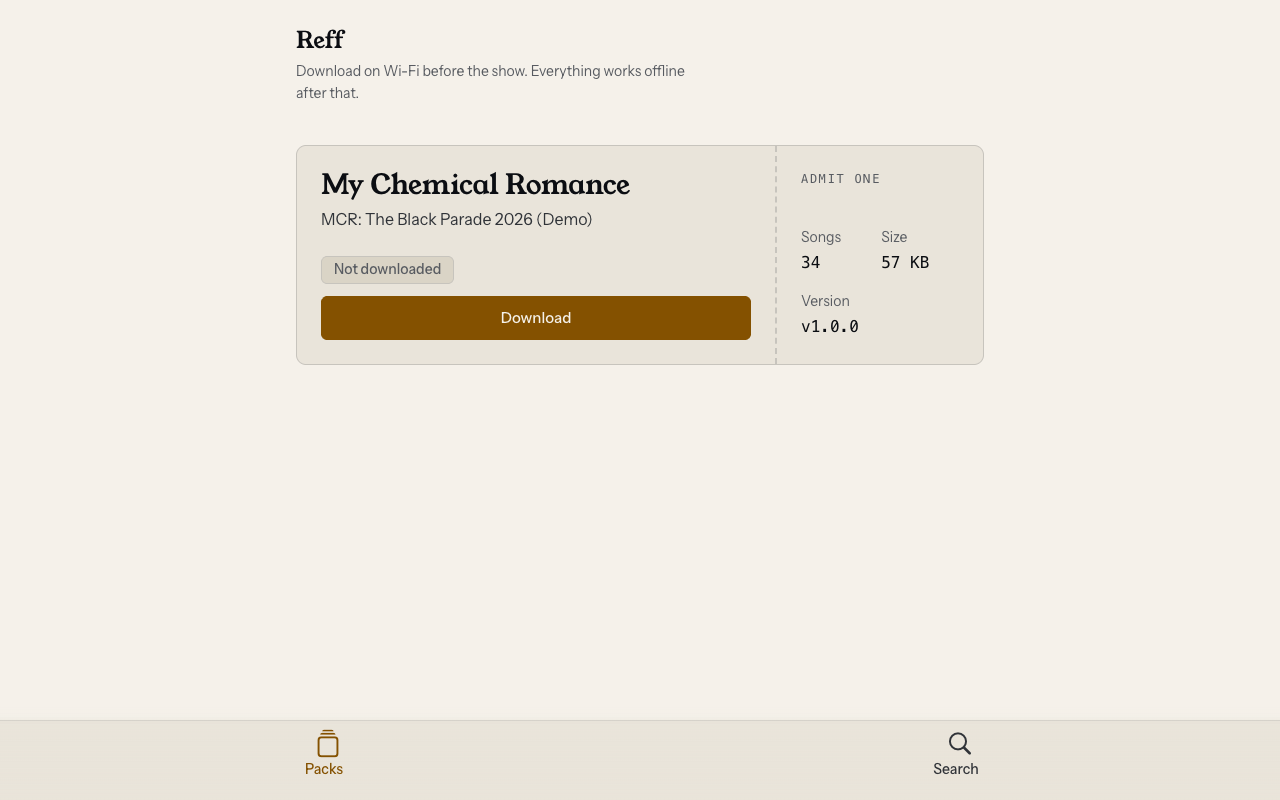 Reff
Download on Wi-Fi before the show. Everything works offline
after that.
My Chemical Romance
MCR: The Black Parade 2026 (Demo)
Not downloaded
Download
ADMIT ONE
Songs
Size
34
57 KB
Version
v1.0.0
Packs
Search